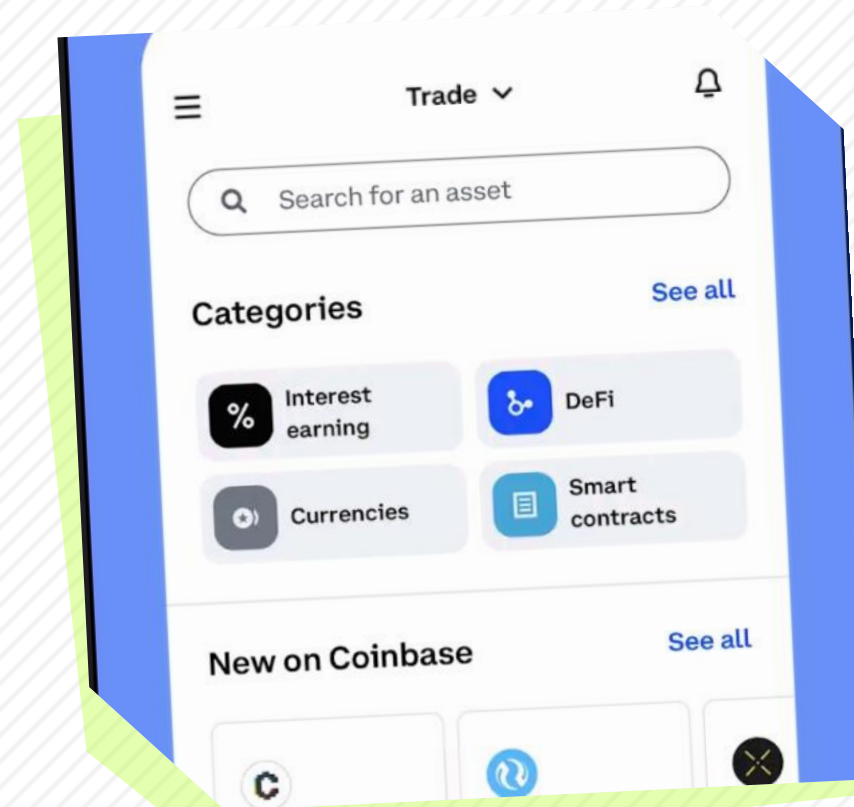 Trade
Search for an asset
Categories
See all
Interest
earning
DeFi
Currencies
Smart
contracts
New on Coinbase
See all